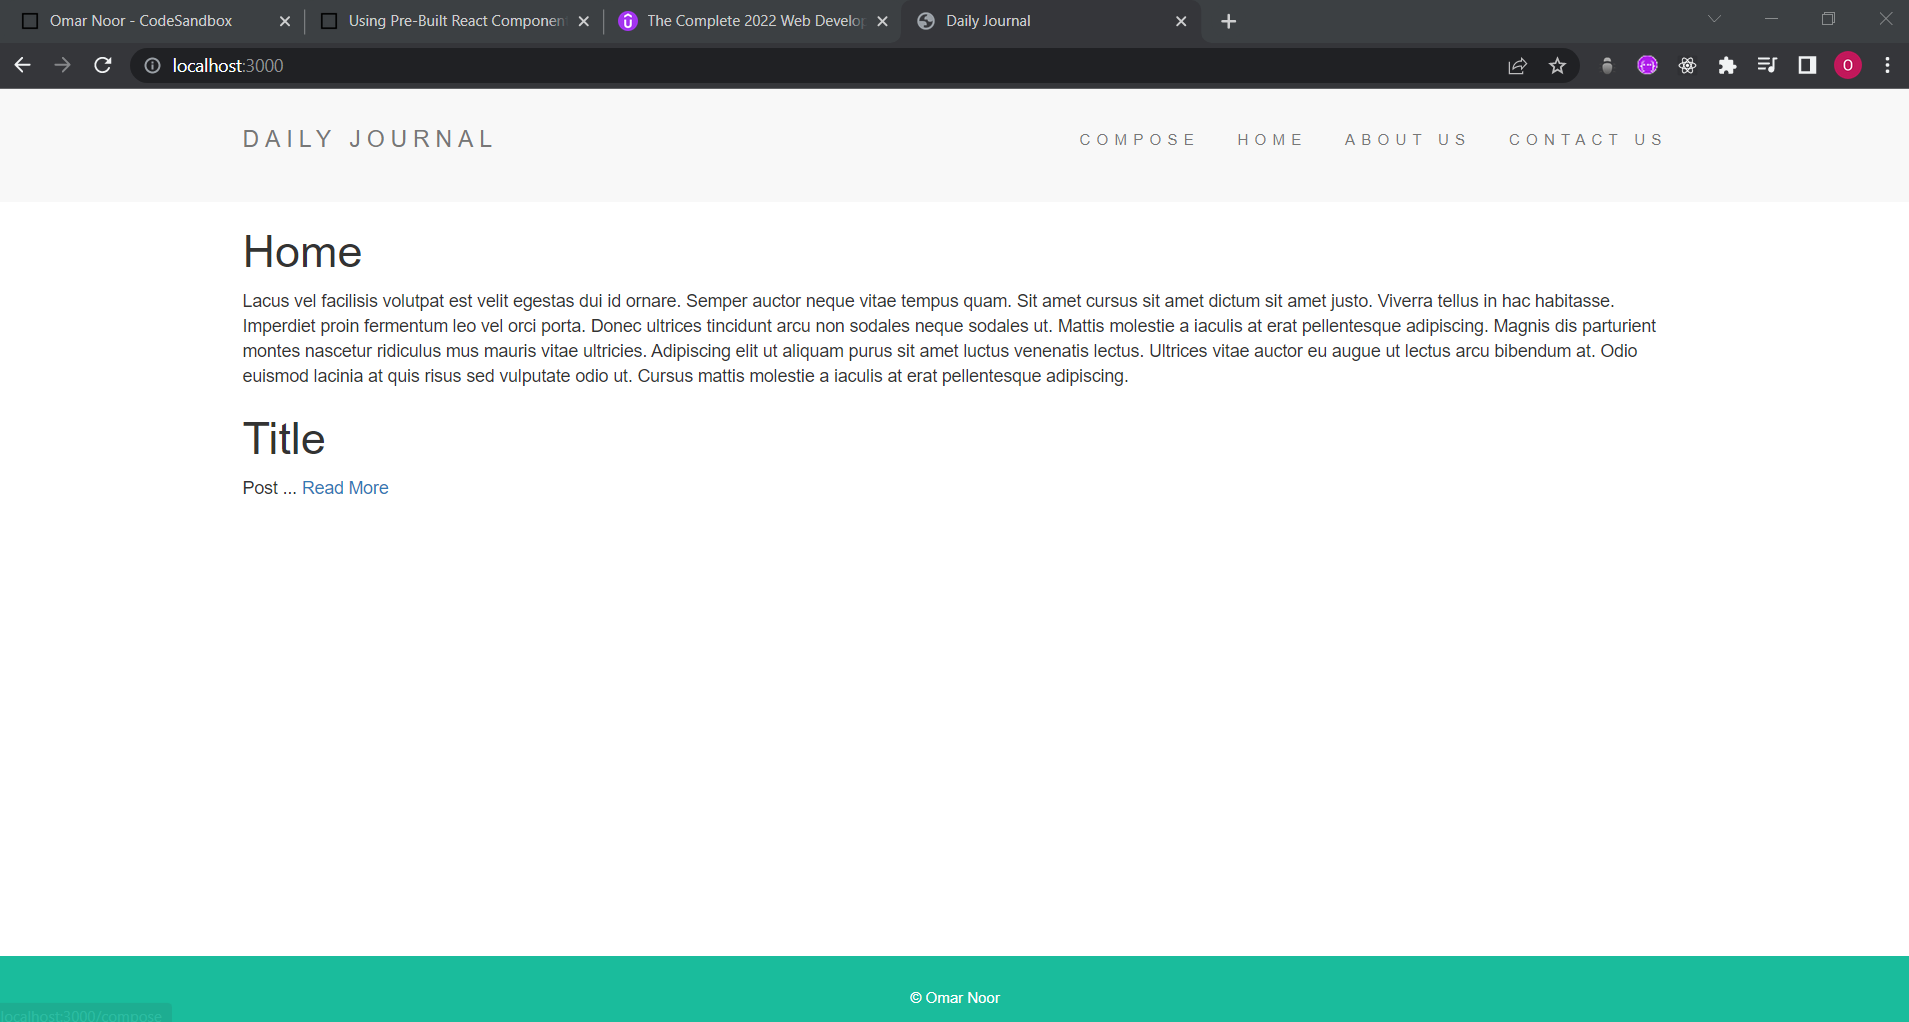 Omar Noor - CodeSandbox
Using Pre-Built React Component
The Complete 2022 Web Develop
Daily Journal
localhost:3000
O
DAILY JOURNAL
COMPOSE HOME ABOUT US CONTACT US
Home
Lacus vel facilisis volutpat est velit egestas dui id ornare. Semper auctor neque vitae tempus quam. Sit amet cursus sit amet dictum sit amet justo. Viverra tellus in hac habitasse.
Imperdiet proin fermentum leo vel orci porta. Donec ultrices tincidunt arcu non sodales neque sodales ut. Mattis molestie a iaculis at erat pellentesque adipiscing. Magnis dis parturient
montes nascetur ridiculus mus mauris vitae ultricies. Adipiscing elit ut aliquam purus sit amet luctus venenatis lectus. Ultrices vitae auctor eu augue ut lectus arcu bibendum at. Odio
euismod lacinia at quis risus sed vulputate odio ut. Cursus mattis molestie a iaculis at erat pellentesque adipiscing.
Title
Post ... Read More
© Omar Noor
localhost:3000/compose